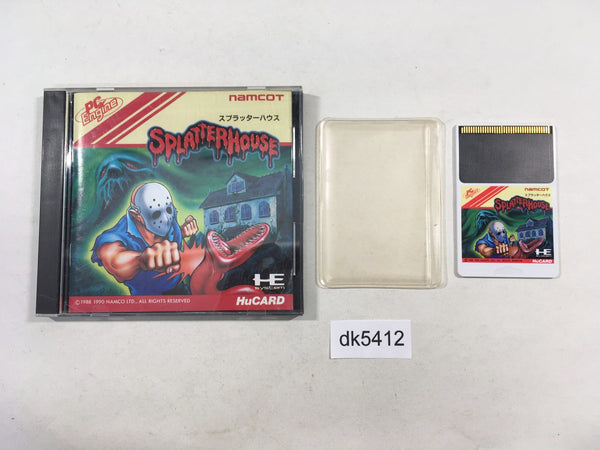 PC Engine
namcot
スプラッターハウス
SPLATTERHOUSE
© 1988 1990 NAMCO LTD., ALL RIGHTS RESERVED
HE
System
HuCARD
namcot
スプラッターハウス
SPLATTERHOUSE
HE
HuCARD
dk5412